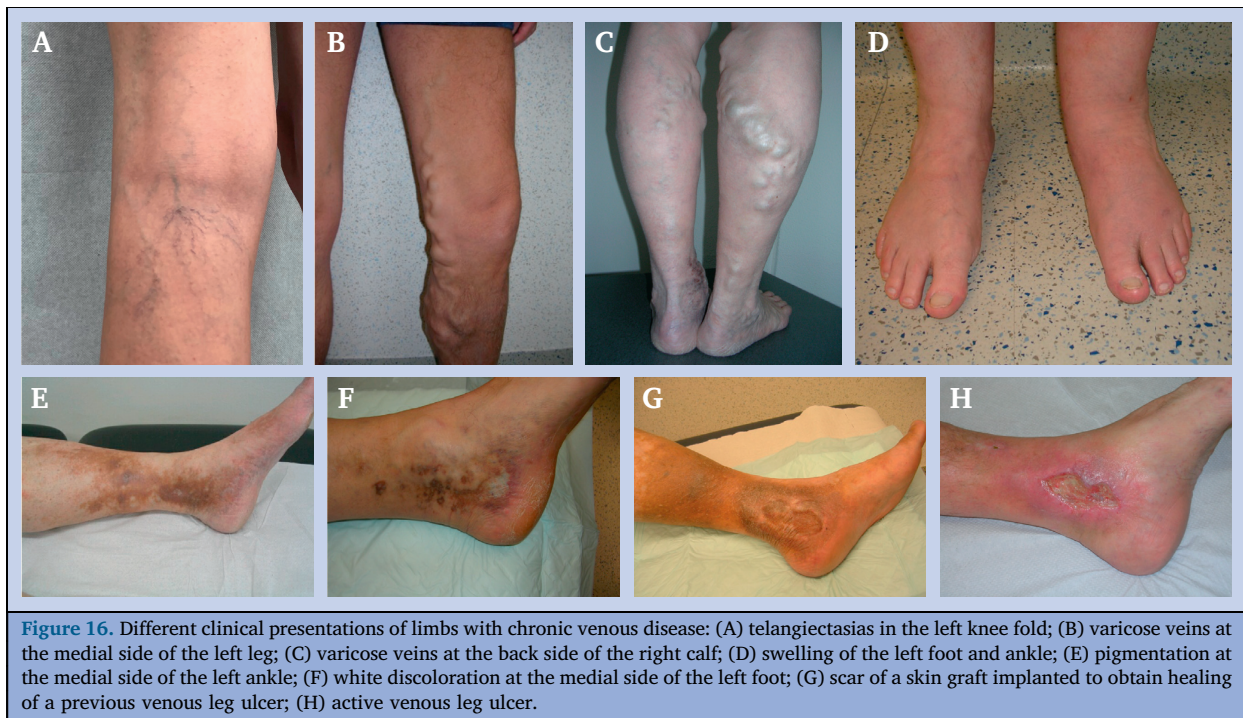 A
B
C
D
E
F
G
H
Figure 16. Different clinical presentations of limbs with chronic venous disease: (A) telangiectasias in the left knee fold; (B) varicose veins at
the medial side of the left leg; (C) varicose veins at the back side of the right calf; (D) swelling of the left foot and ankle; (E) pigmentation at
the medial side of the left ankle; (F) white discoloration at the medial side of the left foot; (G) scar of a skin graft implanted to obtain healing
of a previous venous leg ulcer; (H) active venous leg ulcer.